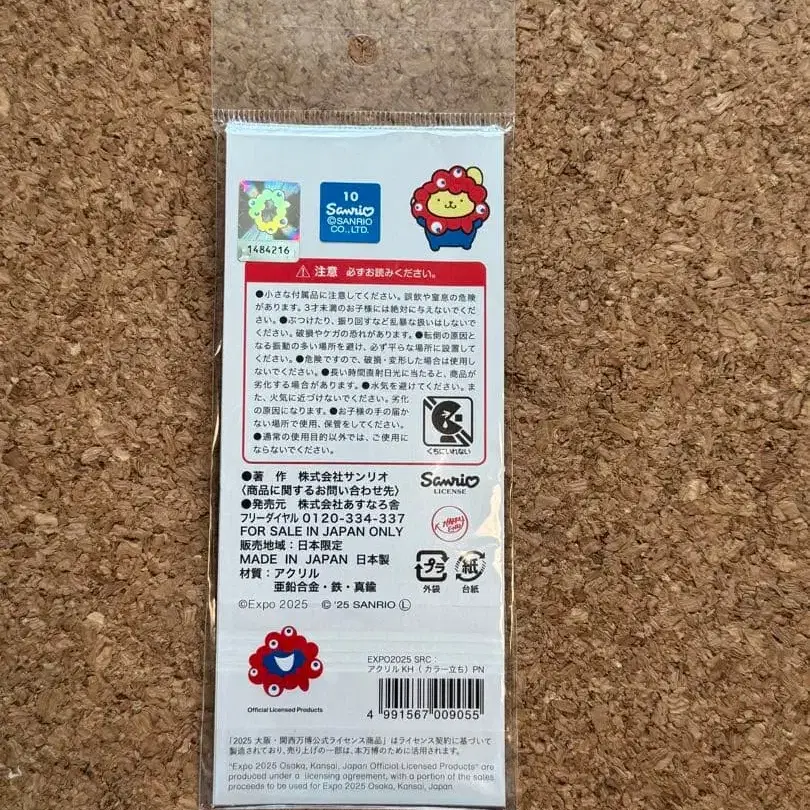 1484216
10
Sanrio
©SANRIO
CO., LTD.
⚠ 注意 必ずお読みください。
●小さな付属品に注意してください。誤飲や窒息の危険
があります。3才未満のお子様には絶対に与えないでくだ
さい。●ぶつけたり、振り回すなど乱暴な扱いはしないで
ください。破損やケガの恐れがあります。●転倒の原因と
なる振動の多い場所を避け、必ず平らな場所に設置して
ください。●危険ですので、破損・変形した場合は使用し
ないでください。●長い時間直射日光に当たると、商品が
劣化する場合があります。●水気を避けてください。ま
た、火気に近づけないでください。劣化
の原因になります。●お子様の手の届か
ない場所で使用、保管をしてください。
●通常の使用目的以外では、ご使用に
ならないでください。
くちにいれない
●著 作 株式会社サンリオ
〈商品に関するお問い合わせ先〉
●発売元 株式会社あすなろ舎
フリーダイヤル 0120-334-337
FOR SALE IN JAPAN ONLY
販売地域：日本限定
MADE IN JAPAN 日本製
材質：アクリル
亜鉛合金・鉄・真鍮
©Expo 2025 © '25 SANRIO Ⓛ
Sanrio
LICENSE
プラ
外袋
紙
台紙
Official Licensed Products
EXPO2025 SRC：
アクリルKH（カラー立ち）PN
4 991567 009055
「2025 大阪・関西万博公式ライセンス商品」はライセンス契約に基づいて
製造されており、売り上げの一部は、本万博のために活用されます。
"Expo 2025 Osaka, Kansai, Japan Official Licensed Products" are
produced under a licensing agreement, with a portion of the sales
proceeds to be used for Expo 2025 Osaka, Kansai, Japan.